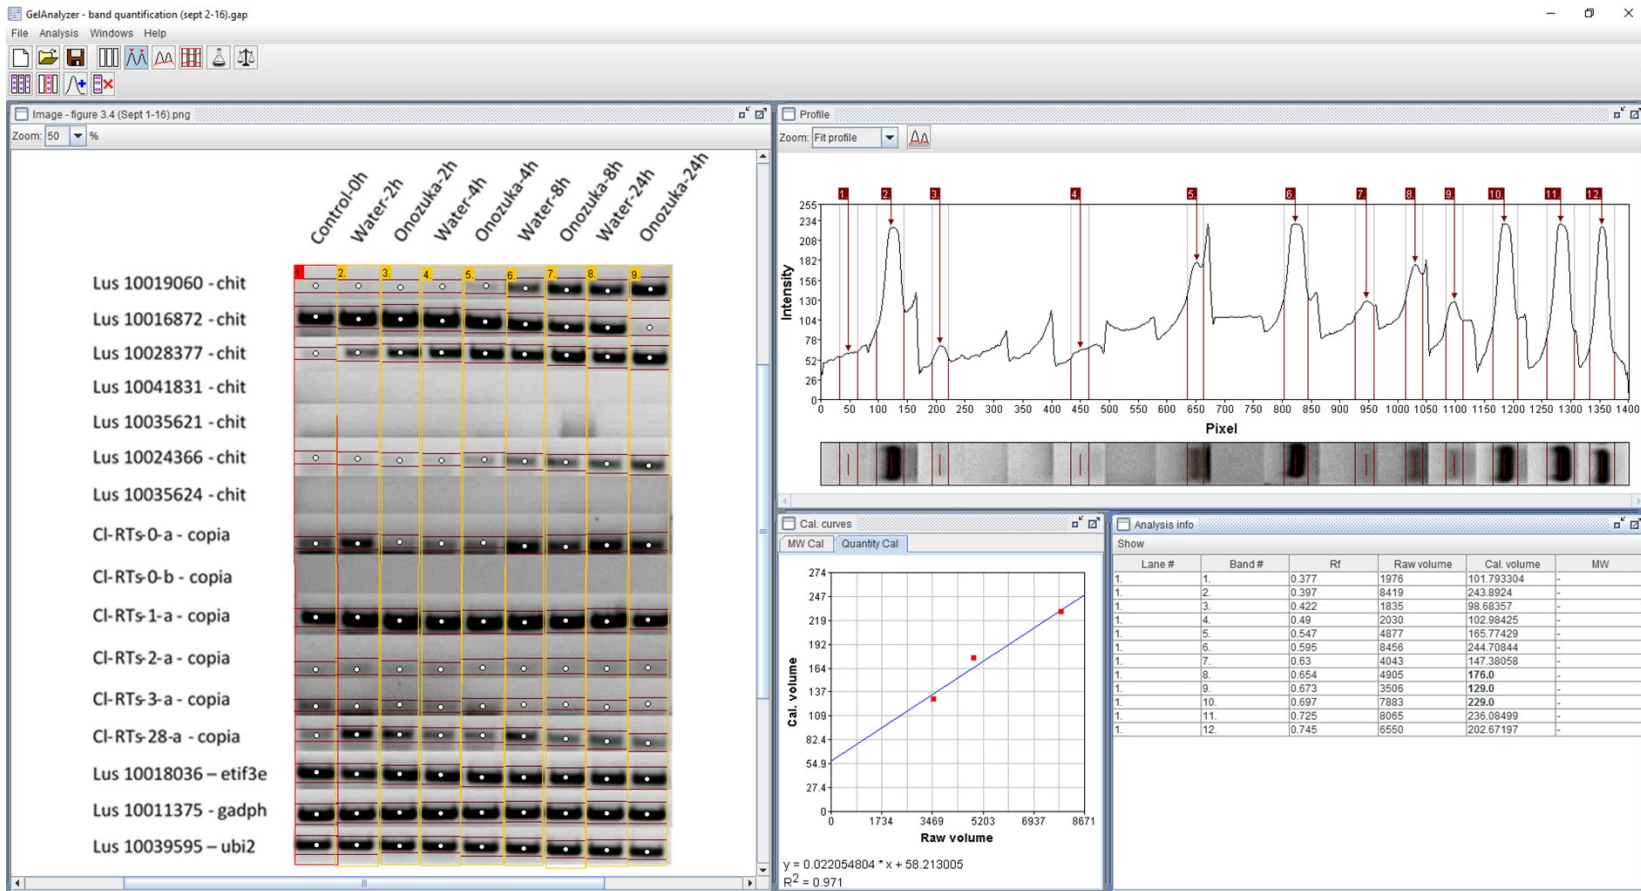 GelAnalyzer - band quantification (sept 2-16).gap
File Analysis Windows Help
Image - figure 3.4 (Sept 1-16).png
Zoom: 50 %
Control-0h
Water-2h
Onozuka-2h
Water-4h
Onozuka-4h
Water-8h
Onozuka-8h
Water-24h
Onozuka-24h
1. 2. 3. 4. 5. 6. 7. 8. 9.
Lus 10019060 - chit
Lus 10016872 - chit
Lus 10028377 - chit
Lus 10041831 - chit
Lus 10035621 - chit
Lus 10024366 - chit
Lus 10035624 - chit
Cl-RTs-0-a - copia
Cl-RTs-0-b - copia
Cl-RTs-1-a - copia
Cl-RTs-2-a - copia
Cl-RTs-3-a - copia
Cl-RTs-28-a - copia
Lus 10018036 – etif3e
Lus 10011375 - gadph
Lus 10039595 – ubi2
Profile
Zoom: Fit profile
1. 2. 3. 4. 5. 6. 7. 8. 9. 10. 11. 12.
255
234
208
182
156
130
104
78
52
26
0
Intensity
0 50 100 150 200 250 300 350 400 450 500 550 600 650 700 750 800 850 900 950 1000 1050 1100 1150 1200 1250 1300 1350 1400
Pixel
Cal. curves
MW Cal Quantity Cal
274
247
219
192
164
137
109
82.4
54.9
27.4
0
Cal. volume
0 1734 3469 5203 6937 8671
Raw volume
y = 0.022054804 * x + 58.213005
R2 = 0.971
Analysis info
Show
Lane # Band # Rf Raw volume Cal. volume MW
1. 1. 0.377 1976 101.793304 -
1. 2. 0.397 8419 243.8924 -
1. 3. 0.422 1835 98.68357 -
1. 4. 0.49 2030 102.98425 -
1. 5. 0.547 4877 165.77429 -
1. 6. 0.595 8456 244.70844 -
1. 7. 0.63 4043 147.38058 -
1. 8. 0.654 4905 176.0 -
1. 9. 0.673 3506 129.0 -
1. 10. 0.697 7883 229.0 -
1. 11. 0.725 8065 236.08499 -
1. 12. 0.745 6550 202.67197 -